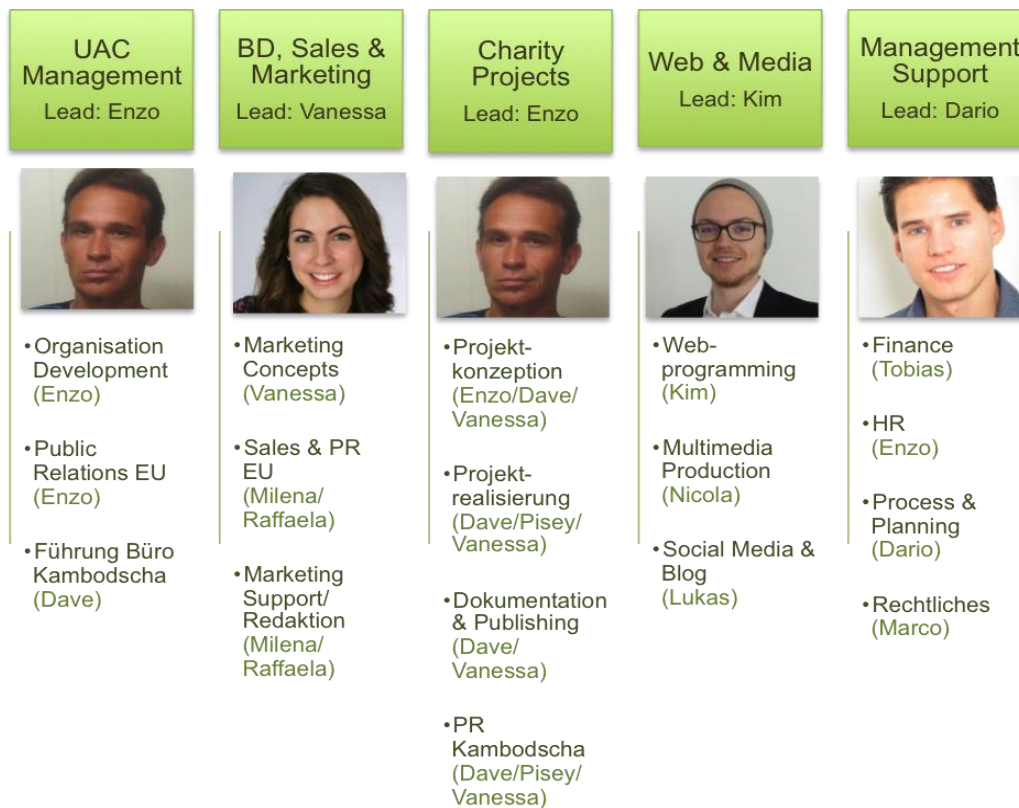 UAC
Management
Lead: Enzo
•Organisation
Development
(Enzo)
•Public
Relations EU
(Enzo)
•Führung Büro
Kambodscha
(Dave)
BD, Sales &
Marketing
Lead: Vanessa
•Marketing
Concepts
(Vanessa)
•Sales & PR
EU
(Milena/
Raffaela)
•Marketing
Support/
Redaktion
(Milena/
Raffaela)
Charity
Projects
Lead: Enzo
•Projekt-
konzeption
(Enzo/Dave/
Vanessa)
•Projekt-
realisierung
(Dave/Pisey/
Vanessa)
•Dokumentation
& Publishing
(Dave/
Vanessa)
•PR
Kambodscha
(Dave/Pisey/
Vanessa)
Web & Media
Lead: Kim
•Web-
programming
(Kim)
•Multimedia
Production
(Nicola)
•Social Media &
Blog
(Lukas)
Management
Support
Lead: Dario
•Finance
(Tobias)
•HR
(Enzo)
•Process &
Planning
(Dario)
•Rechtliches
(Marco)